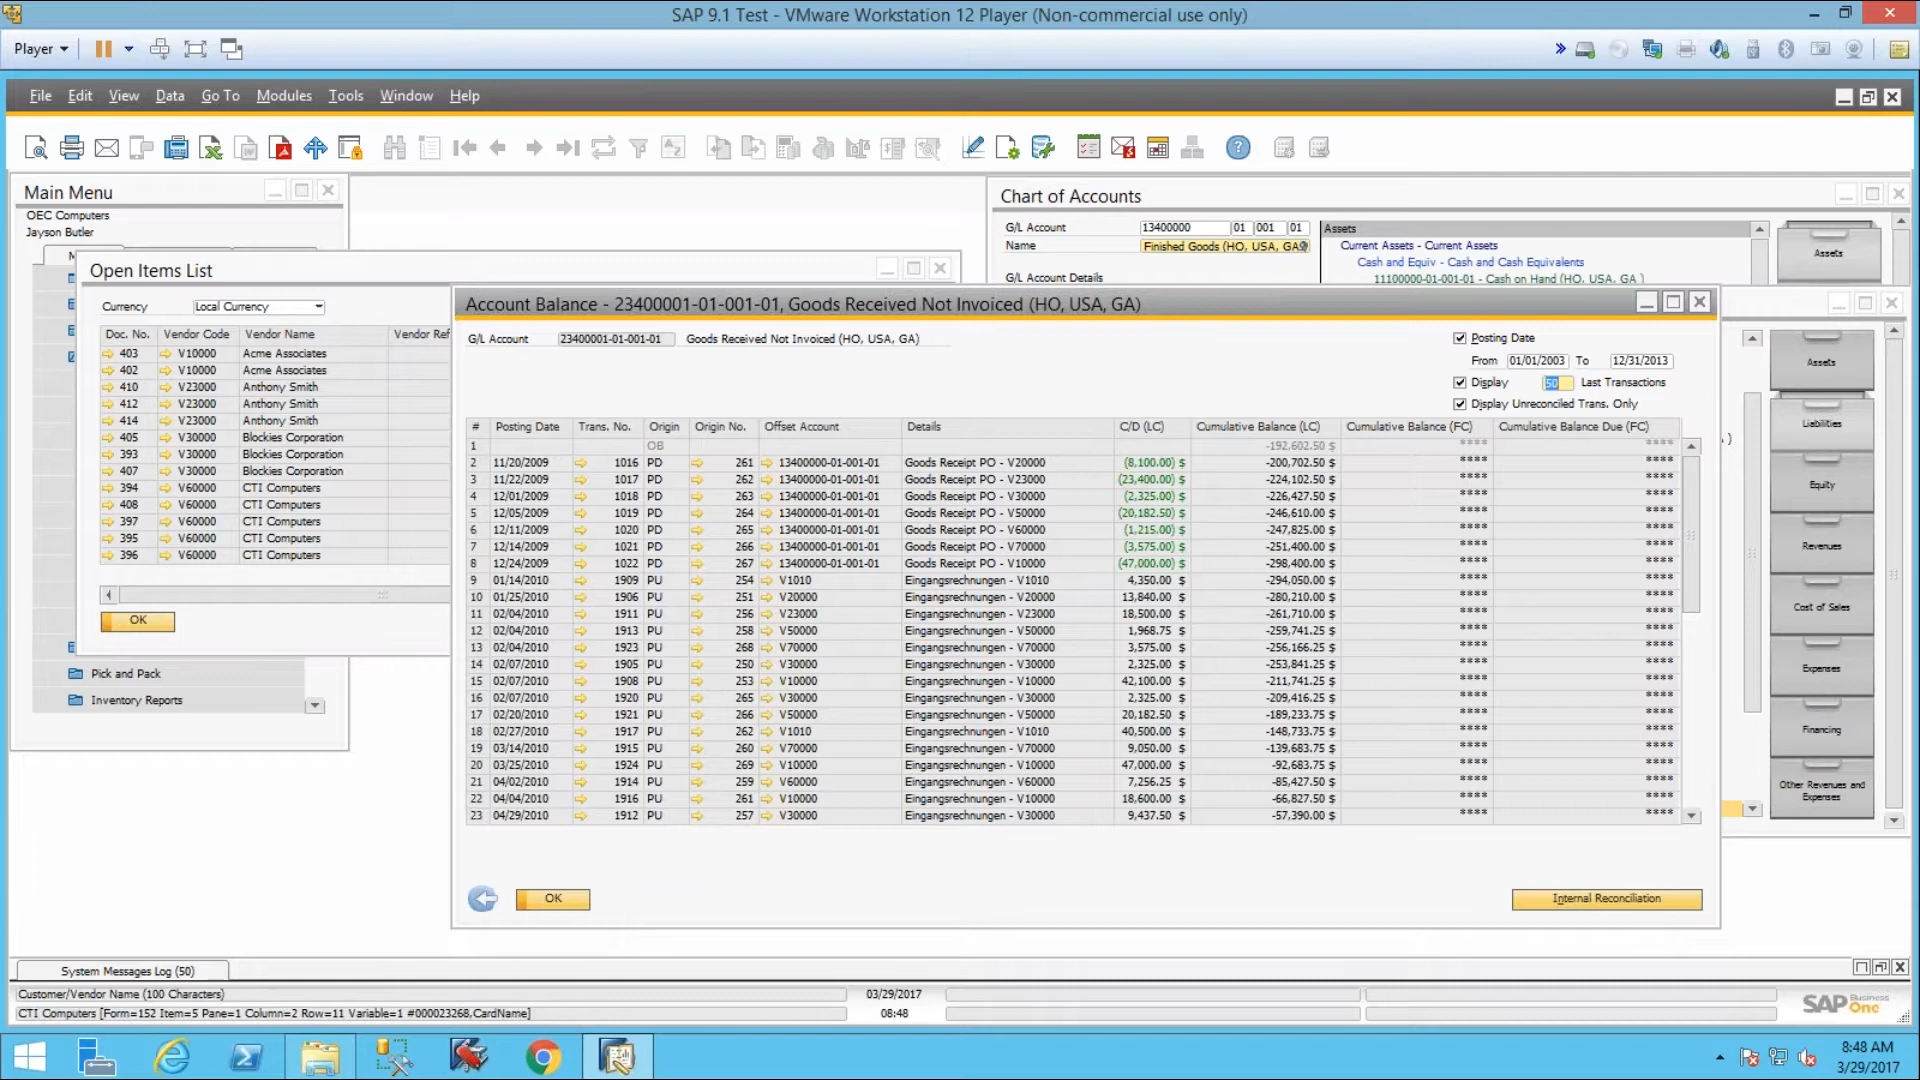 SAP 9.1 Test - VMware Workstation 12 Player (Non-commercial use only)
Player
File Edit View Data Go To Modules Tools Window Help
Main Menu
OEC Computers
Jayson Butler
Pick and Pack
Inventory Reports
Open Items List
Currency Local Currency
Doc. No. Vendor Code Vendor Name Vendor Ref
403 V10000 Acme Associates
402 V10000 Acme Associates
410 V23000 Anthony Smith
412 V23000 Anthony Smith
414 V23000 Anthony Smith
405 V30000 Blockies Corporation
393 V30000 Blockies Corporation
407 V30000 Blockies Corporation
394 V60000 CTI Computers
408 V60000 CTI Computers
397 V60000 CTI Computers
395 V60000 CTI Computers
396 V60000 CTI Computers
OK
Chart of Accounts
G/L Account 13400000 01 001 01
Name Finished Goods (HO, USA, GA)
G/L Account Details
Assets
Current Assets - Current Assets
Cash and Equiv - Cash and Cash Equivalents
11100000-01-001-01 - Cash on Hand (HO, USA, GA )
Assets
Assets
Liabilities
Equity
Revenues
Cost of Sales
Expenses
Financing
Other Revenues and Expenses
Account Balance - 23400001-01-001-01, Goods Received Not Invoiced (HO, USA, GA)
G/L Account 23400001-01-001-01 Goods Received Not Invoiced (HO, USA, GA)
Posting Date
From 01/01/2003 To 12/31/2013
Display 50 Last Transactions
Display Unreconciled Trans. Only
# Posting Date Trans. No. Origin Origin No. Offset Account Details C/D (LC) Cumulative Balance (LC) Cumulative Balance (FC) Cumulative Balance Due (FC)
1 OB -192,602.50 $ **** ****
2 11/20/2009 1016 PD 261 13400000-01-001-01 Goods Receipt PO - V20000 (8,100.00) $ -200,702.50 $ **** ****
3 11/22/2009 1017 PD 262 13400000-01-001-01 Goods Receipt PO - V23000 (23,400.00) $ -224,102.50 $ **** ****
4 12/01/2009 1018 PD 263 13400000-01-001-01 Goods Receipt PO - V30000 (2,325.00) $ -226,427.50 $ **** ****
5 12/05/2009 1019 PD 264 13400000-01-001-01 Goods Receipt PO - V50000 (20,182.50) $ -246,610.00 $ **** ****
6 12/11/2009 1020 PD 265 13400000-01-001-01 Goods Receipt PO - V60000 (1,215.00) $ -247,825.00 $ **** ****
7 12/14/2009 1021 PD 266 13400000-01-001-01 Goods Receipt PO - V70000 (3,575.00) $ -251,400.00 $ **** ****
8 12/24/2009 1022 PD 267 13400000-01-001-01 Goods Receipt PO - V10000 (47,000.00) $ -298,400.00 $ **** ****
9 01/14/2010 1909 PU 254 V1010 Eingangsrechnungen - V1010 4,350.00 $ -294,050.00 $ **** ****
10 01/25/2010 1906 PU 251 V20000 Eingangsrechnungen - V20000 13,840.00 $ -280,210.00 $ **** ****
11 02/04/2010 1911 PU 256 V23000 Eingangsrechnungen - V23000 18,500.00 $ -261,710.00 $ **** ****
12 02/04/2010 1913 PU 258 V50000 Eingangsrechnungen - V50000 1,968.75 $ -259,741.25 $ **** ****
13 02/04/2010 1923 PU 268 V70000 Eingangsrechnungen - V70000 3,575.00 $ -256,166.25 $ **** ****
14 02/07/2010 1905 PU 250 V30000 Eingangsrechnungen - V30000 2,325.00 $ -253,841.25 $ **** ****
15 02/07/2010 1908 PU 253 V10000 Eingangsrechnungen - V10000 42,100.00 $ -211,741.25 $ **** ****
16 02/07/2010 1920 PU 265 V30000 Eingangsrechnungen - V30000 2,325.00 $ -209,416.25 $ **** ****
17 02/20/2010 1921 PU 266 V50000 Eingangsrechnungen - V50000 20,182.50 $ -189,233.75 $ **** ****
18 02/27/2010 1917 PU 262 V1010 Eingangsrechnungen - V1010 40,500.00 $ -148,733.75 $ **** ****
19 03/14/2010 1915 PU 260 V70000 Eingangsrechnungen - V70000 9,050.00 $ -139,683.75 $ **** ****
20 03/25/2010 1924 PU 269 V10000 Eingangsrechnungen - V10000 47,000.00 $ -92,683.75 $ **** ****
21 04/02/2010 1914 PU 259 V60000 Eingangsrechnungen - V60000 7,256.25 $ -85,427.50 $ **** ****
22 04/04/2010 1916 PU 261 V10000 Eingangsrechnungen - V10000 18,600.00 $ -66,827.50 $ **** ****
23 04/29/2010 1912 PU 257 V30000 Eingangsrechnungen - V30000 9,437.50 $ -57,390.00 $ **** ****
OK Internal Reconciliation
System Messages Log (50)
Customer/Vendor Name (100 Characters) 03/29/2017
CTI Computers [Form=152 Item=5 Pane=1 Column=2 Row=11 Variable=1 #000023268,CardName] 08:48
SAP Business One
8:48 AM
3/29/2017